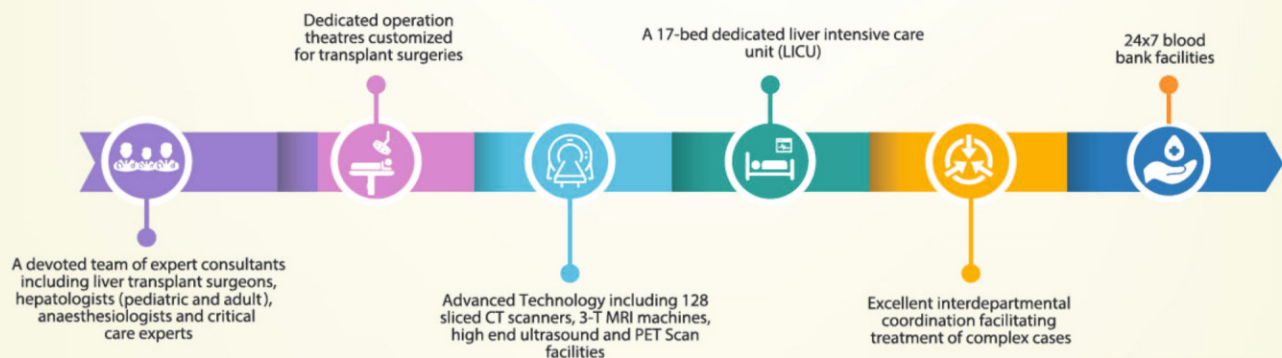 A devoted team of expert consultants
including liver transplant surgeons,
hepatologists (pediatric and adult),
anaesthesiologists and critical
care experts
Dedicated operation
theatres customized
for transplant surgeries
Advanced Technology including 128
sliced CT scanners, 3-T MRI machines,
high end ultrasound and PET Scan
facilities
A 17-bed dedicated liver intensive care
unit (LICU)
Excellent interdepartmental
coordination facilitating
treatment of complex cases
24x7 blood
bank facilities